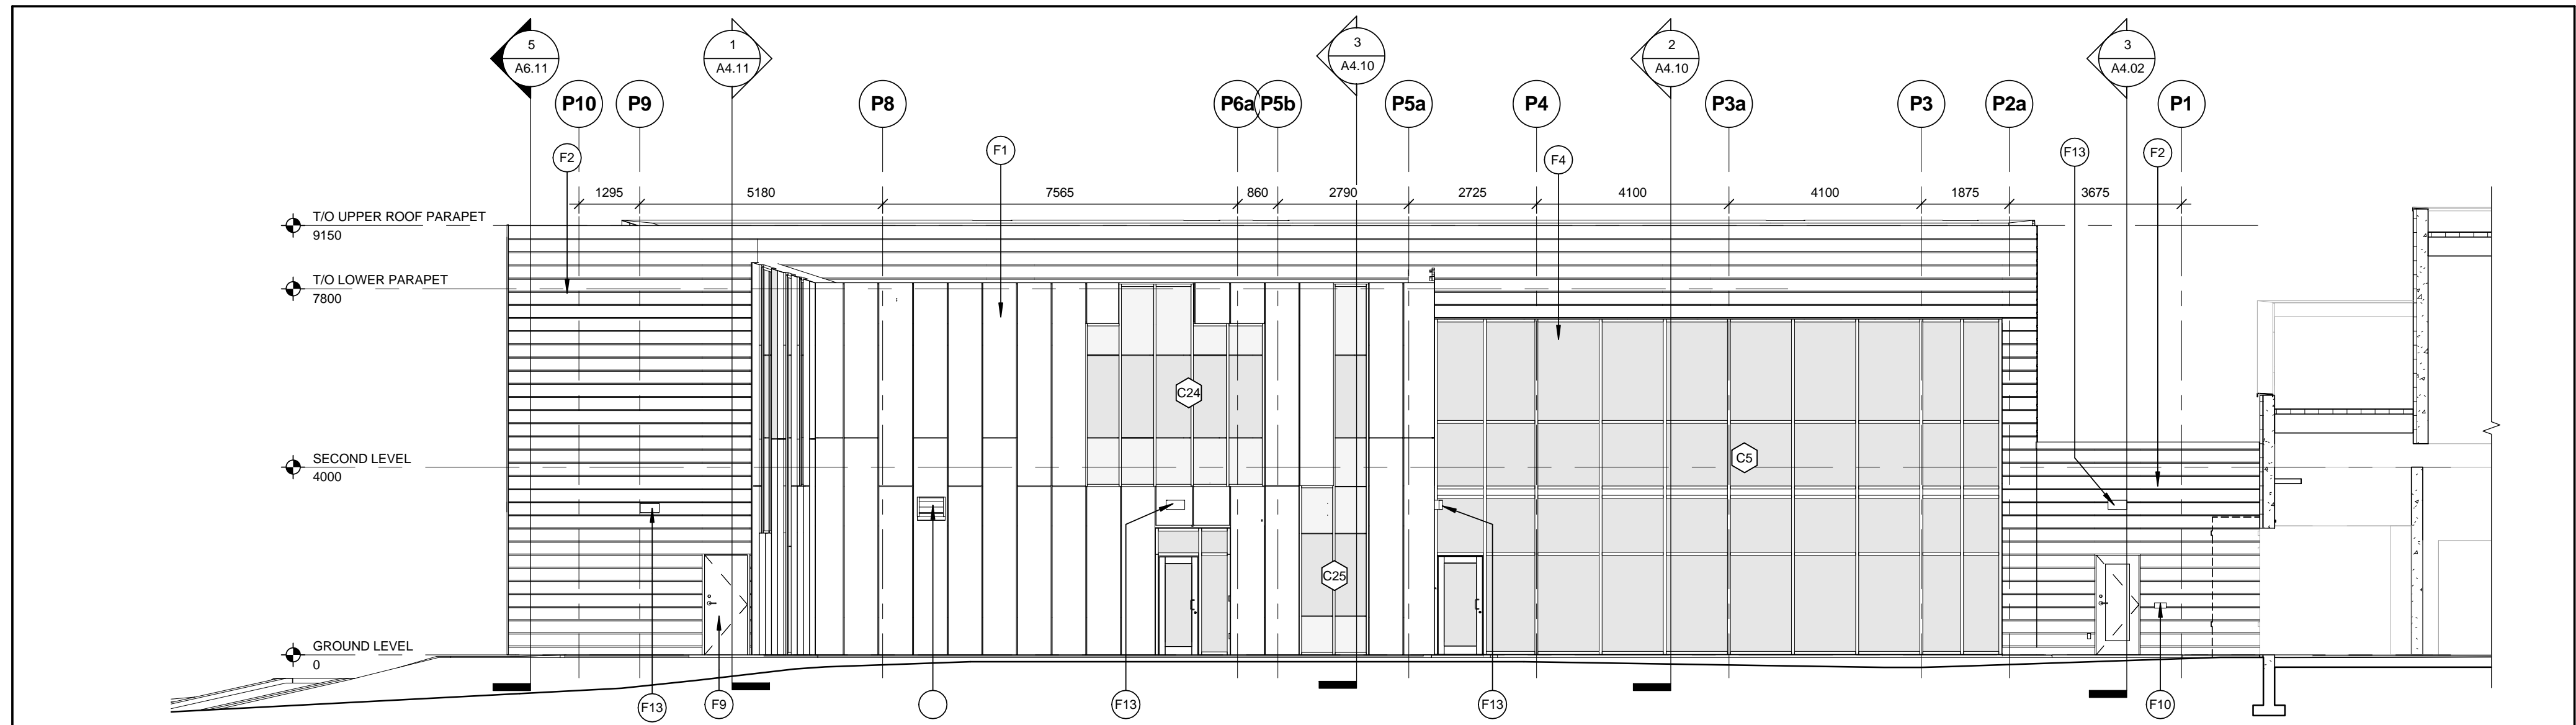 5
A6.11
1
A4.11
3
A4.10
2
A4.10
3
A4.02
P10 P9 P8 P6a P5b P5a P4 P3a P3 P2a P1
F2 F1 F4 F13 F2
1295 5180 7565 860 2790 2725 4100 4100 1875 3675
T/O UPPER ROOF PARAPET
9150
T/O LOWER PARAPET
7800
C24
C5
SECOND LEVEL
4000
C25
GROUND LEVEL
0
F13 F9 F13 F13 F10